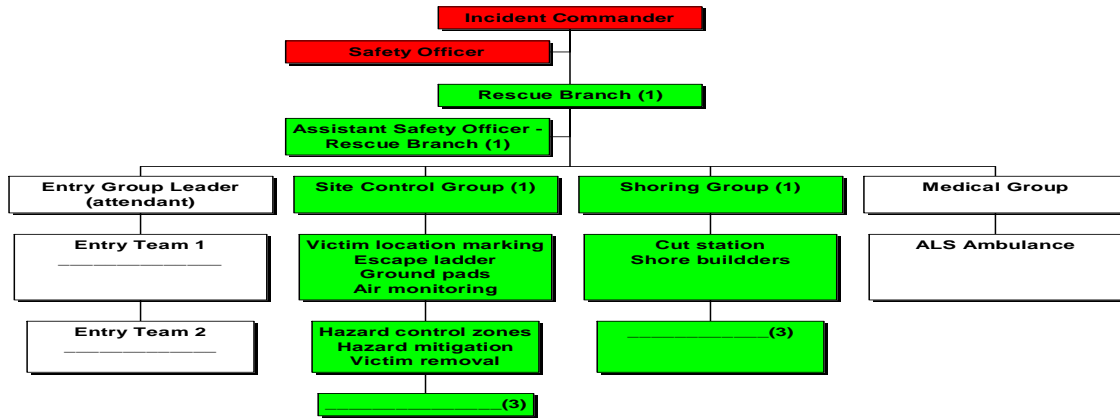 Incident Commander
Safety Officer
Rescue Branch (1)
Assistant Safety Officer -
Rescue Branch (1)
Entry Group Leader
(attendant)
Site Control Group (1)
Shoring Group (1)
Medical Group
Entry Team 1
______________
Victim location marking
Escape ladder
Ground pads
Air monitoring
Cut station
Shore buildders
ALS Ambulance
Entry Team 2
_____________
Hazard control zones
Hazard mitigation
Victim removal
____________(3)
_______________(3)